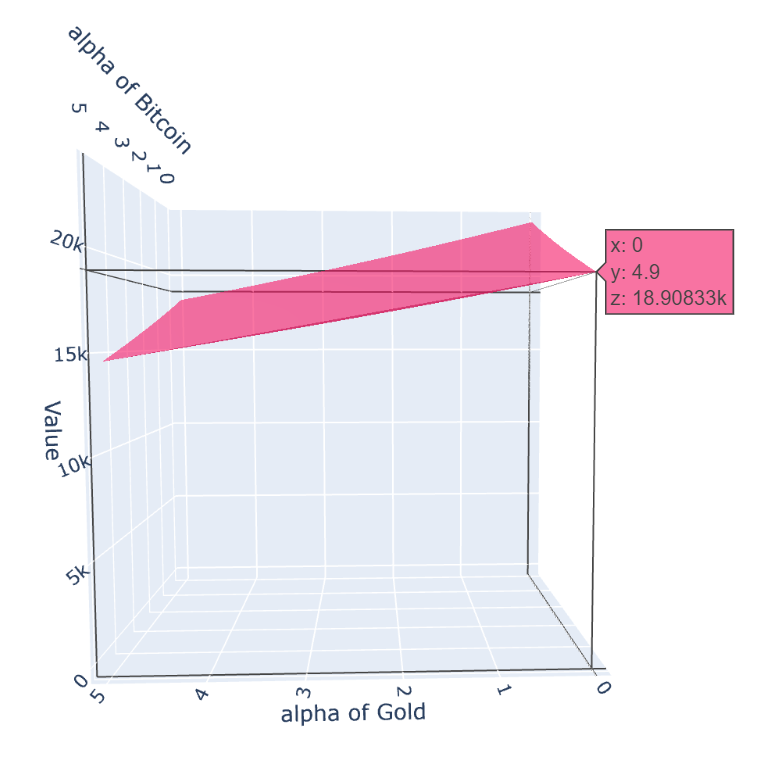 alpha of Bitcoin
5
4
3
2
1
0
20k
15k
10k
5k
0
Value
x: 0
y: 4.9
z: 18.90833k
5
4
3
2
1
0
alpha of Gold